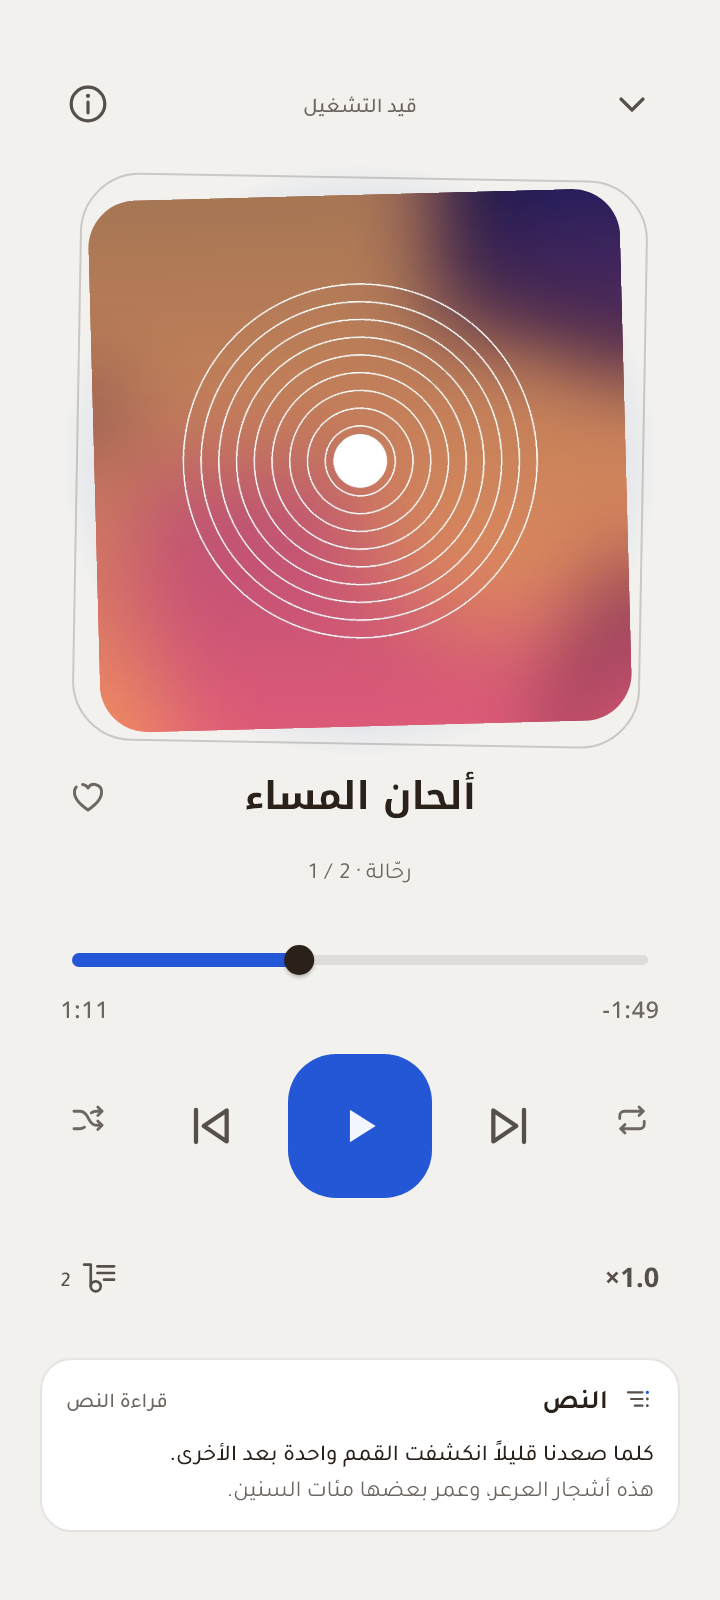 قيد التشغيل
ألحان المساء
رحّالة · 2 / 1
1:11
-1:49
×1.0
2
النص
قراءة النص
كلما صعدنا قليلاً انكشفت القمم واحدة بعد الأخرى.
هذه أشجار العرعر، وعمر بعضها مئات السنين.